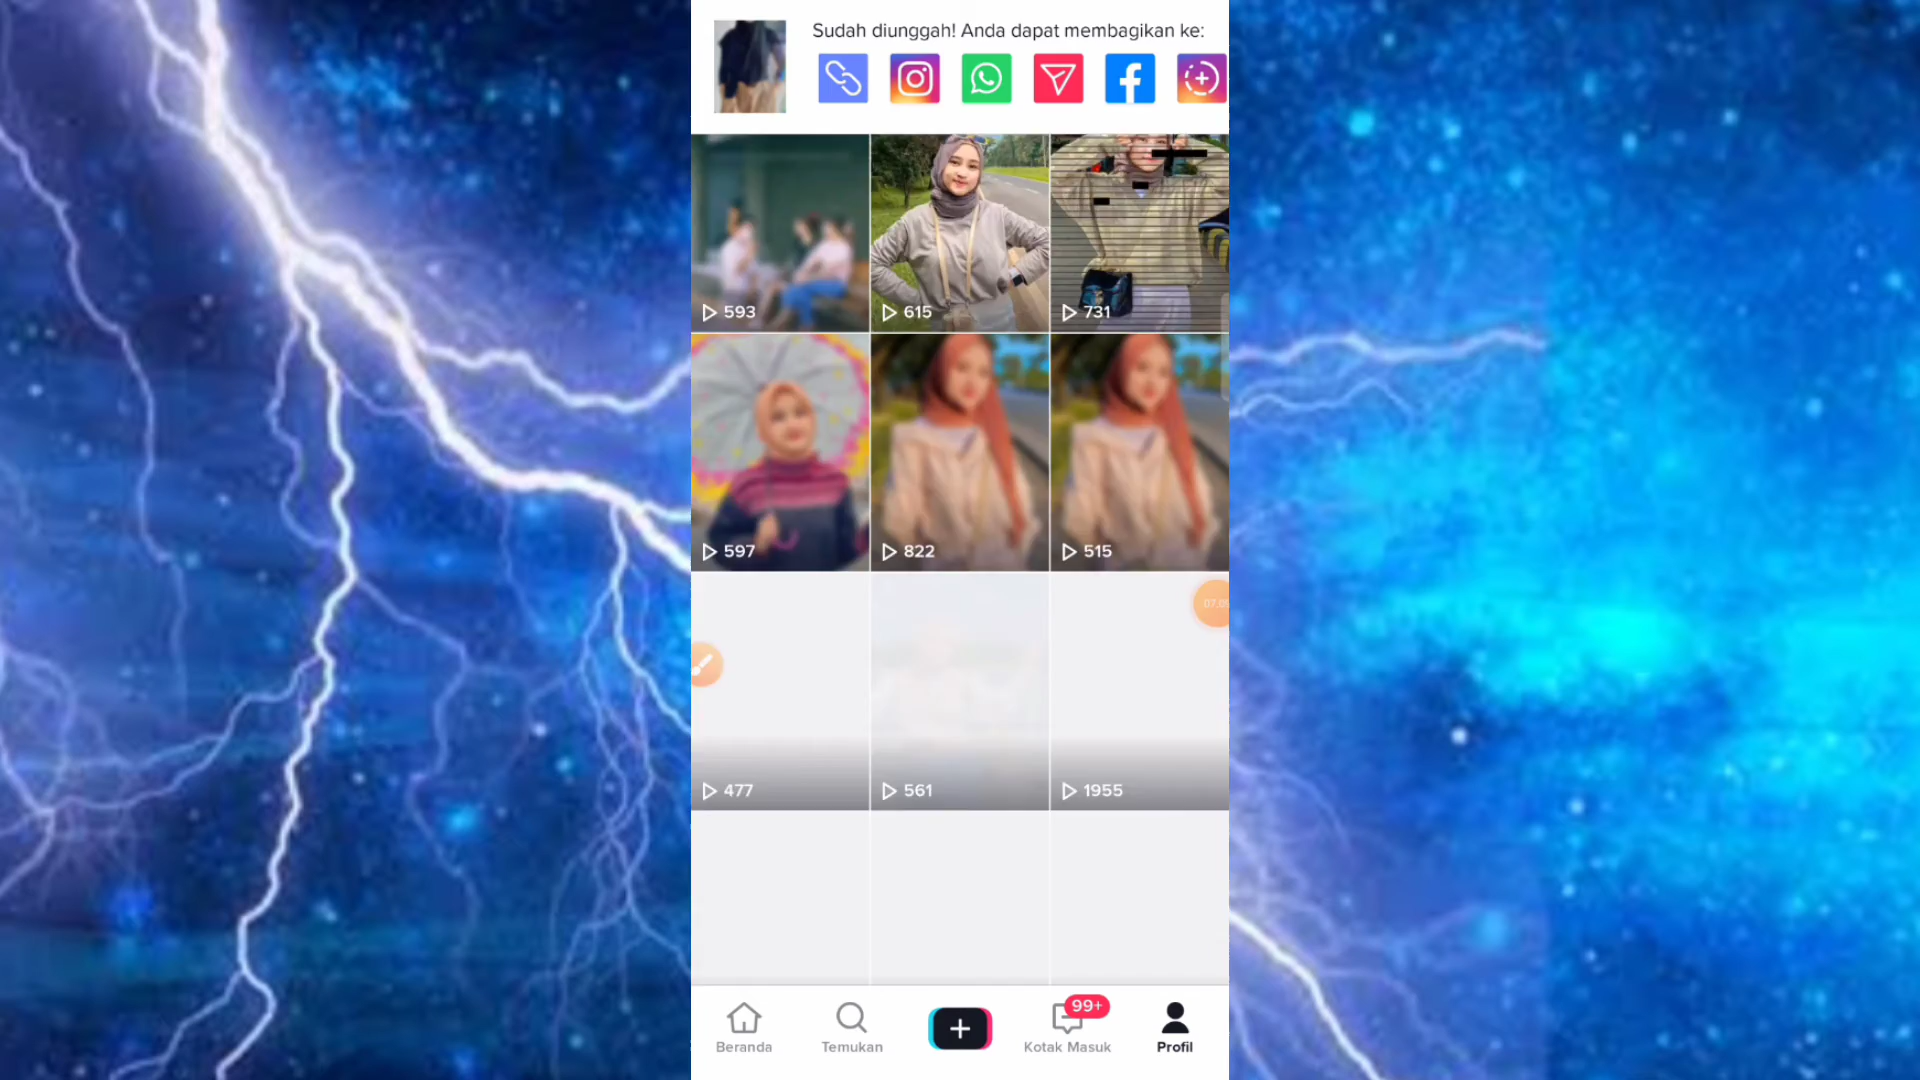 Sudah diunggah! Anda dapat membagikan ke:
593
615
731
597
822
515
477
561
1955
99+
Beranda
Temukan
Kotak Masuk
Profil